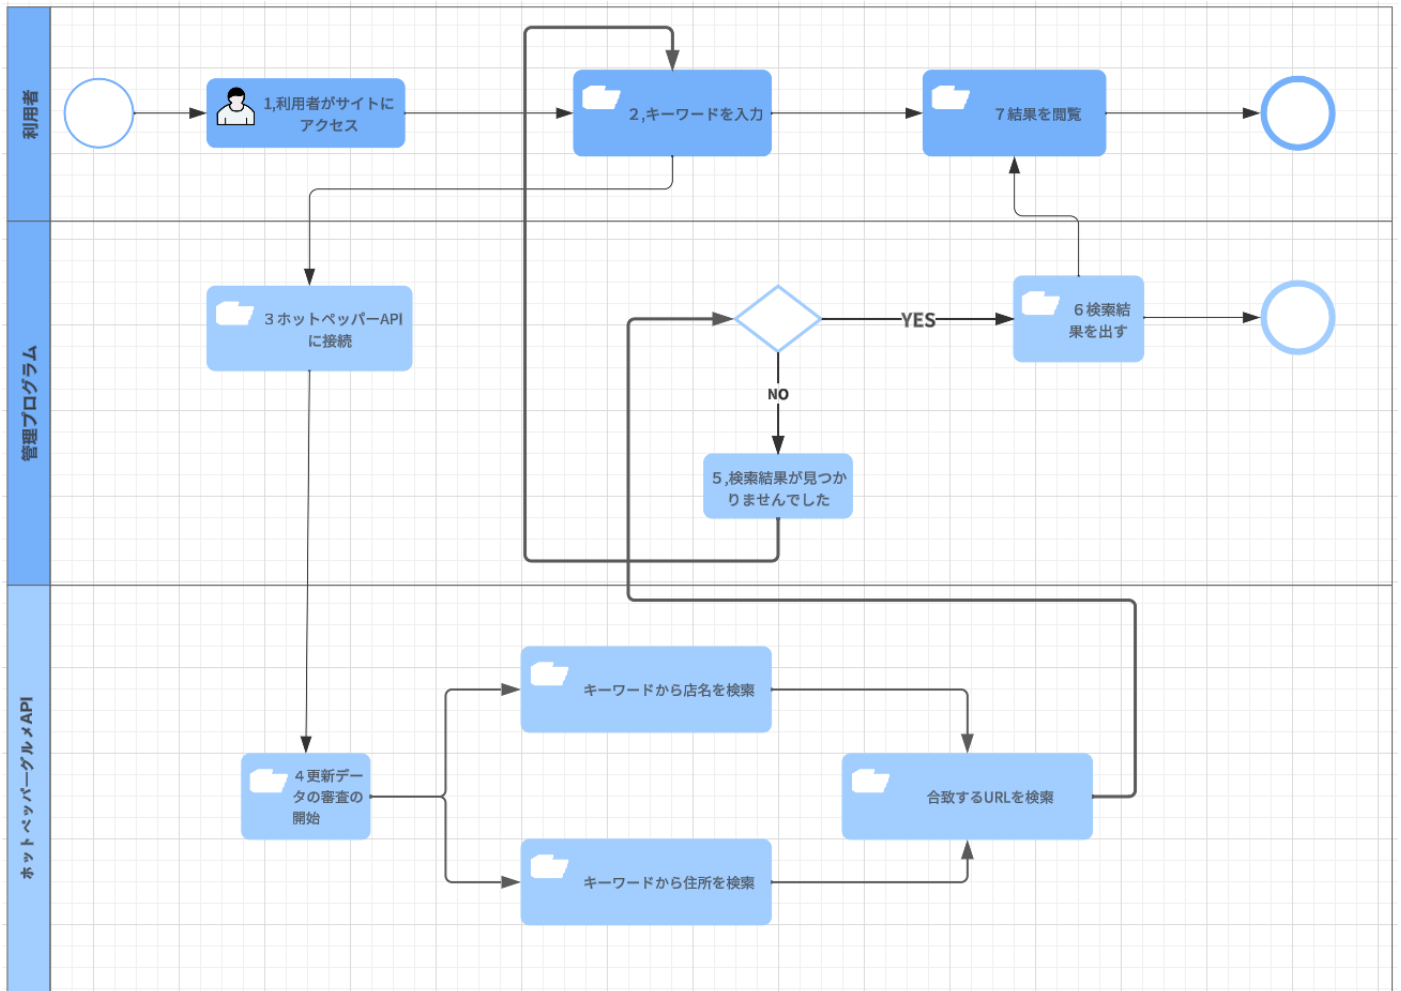 利用者
1,利用者がサイトに
アクセス
２,キーワードを入力
７結果を閲覧
管理プログラム
３ホットペッパーAPI
に接続
YES
６検索結
果を出す
NO
５,検索結果が見つか
りませんでした
ホットペッパーグルメAPI
キーワードから店名を検索
４更新デー
タの審査の
開始
合致するURLを検索
キーワードから住所を検索